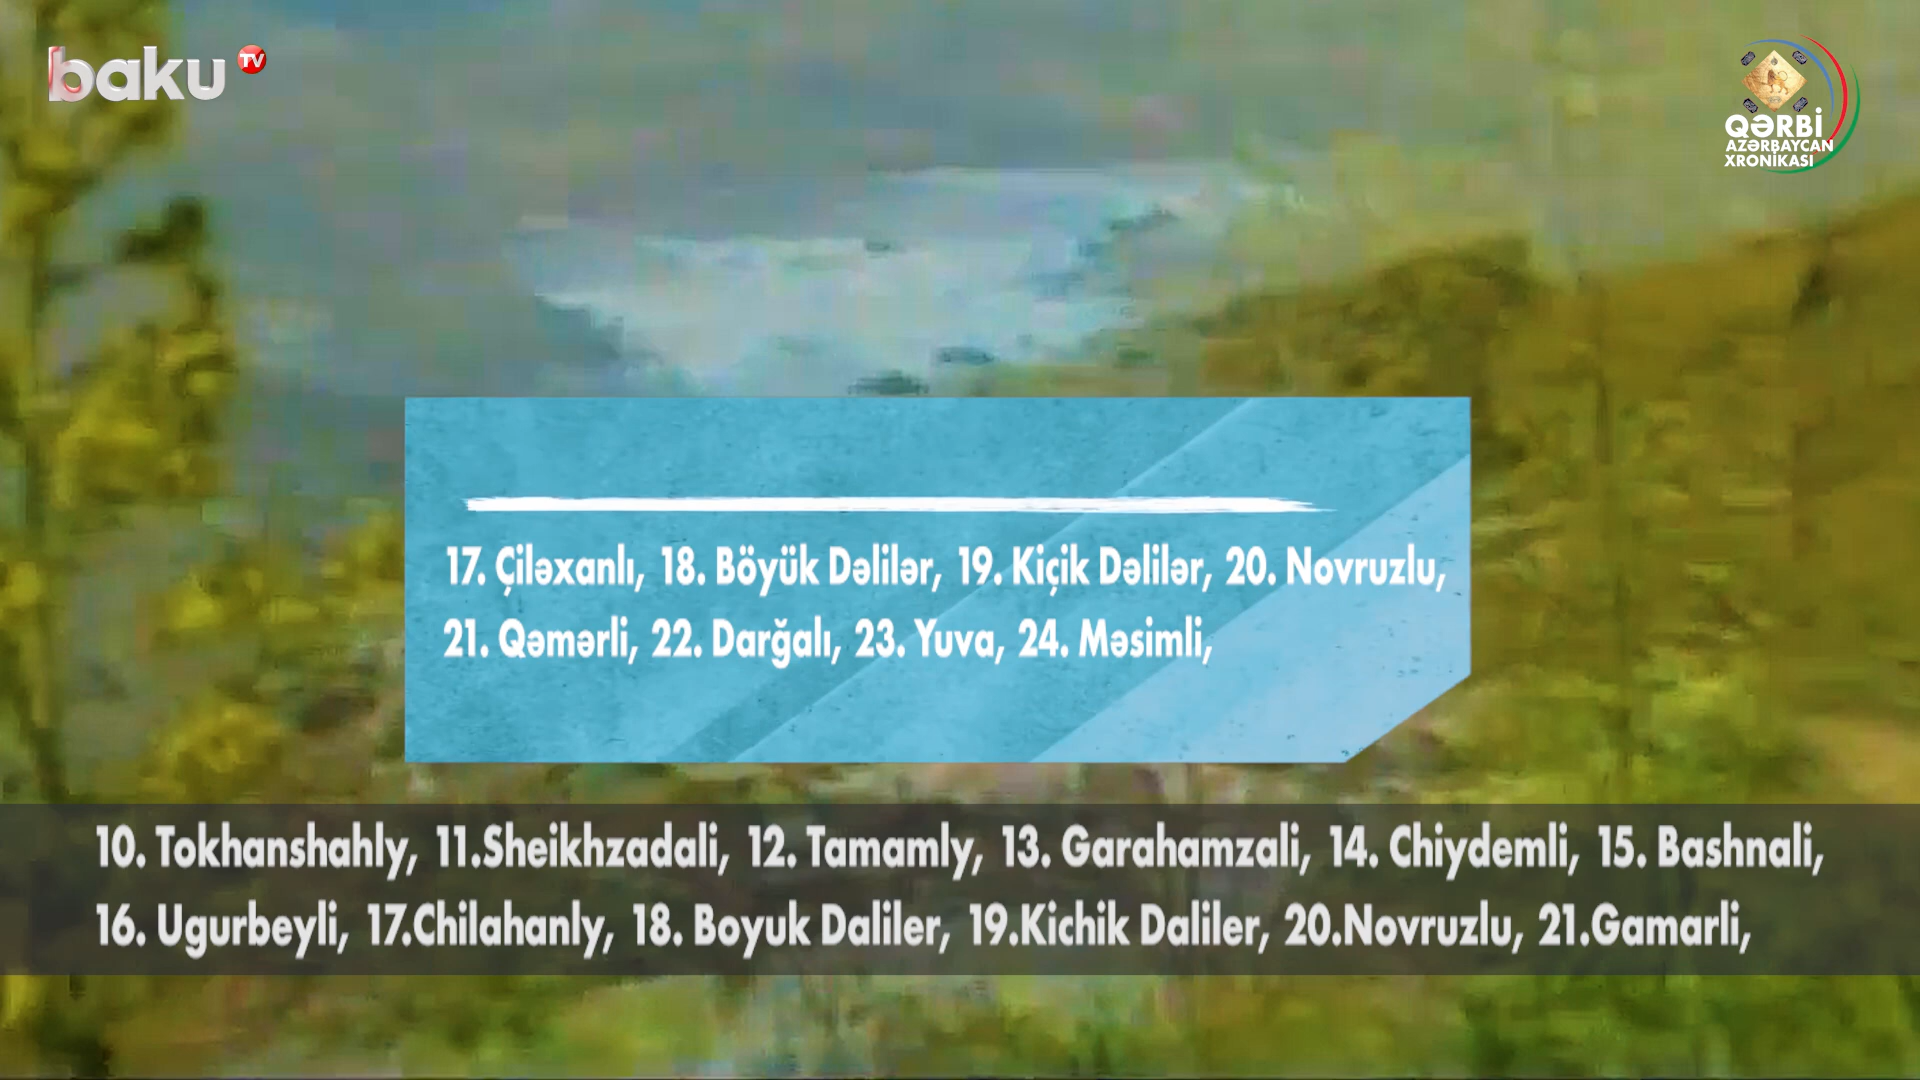 baku TV
QƏRBİ
AZƏRBAYCAN
XRONİKASI
17. Çiləxanlı, 18. Böyük Dəlilər, 19. Kiçik Dəlilər, 20. Novruzlu,
21. Qəmərli, 22. Darğalı, 23. Yuva, 24. Məsimli,
10. Tokhanshahly, 11.Sheikhzadali, 12. Tamamly, 13. Garahamzali, 14. Chiydemli, 15. Bashnali,
16. Ugurbeyli, 17.Chilahanly, 18. Boyuk Daliler, 19.Kichik Daliler, 20.Novruzlu, 21.Gamarli,